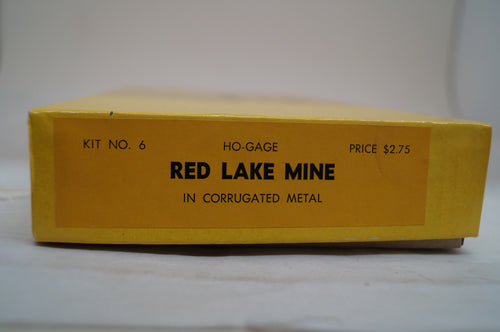 KIT NO. 6 HO-GAGE PRICE $2.75
RED LAKE MINE
IN CORRUGATED METAL